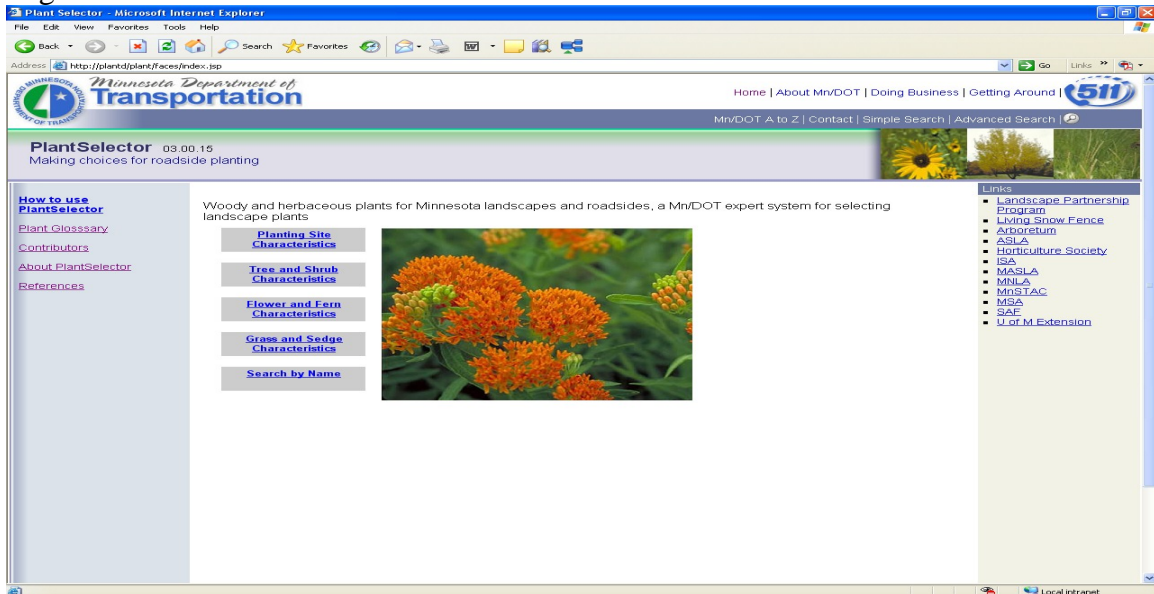 Plant Selector - Microsoft Internet Explorer
File Edit View Favorites Tools Help
Back Search Favorites
Address http://plantd/plant/faces/index.jsp Go Links »
Minnesota Department of
Transportation
Home | About Mn/DOT | Doing Business | Getting Around | 511
Mn/DOT A to Z | Contact | Simple Search | Advanced Search |
PlantSelector 03.00.15
Making choices for roadside planting
How to use
PlantSelector
Plant Glosssary
Contributors
About PlantSelector
References
Woody and herbaceous plants for Minnesota landscapes and roadsides, a Mn/DOT expert system for selecting
landscape plants
Planting Site
Characteristics
Tree and Shrub
Characteristics
Flower and Fern
Characteristics
Grass and Sedge
Characteristics
Search by Name
Links
Landscape Partnership
Program
Living Snow Fence
Arboretum
ASLA
Horticulture Society
ISA
MASLA
MNLA
MnSTAC
MSA
SAF
U of M Extension
Local intranet